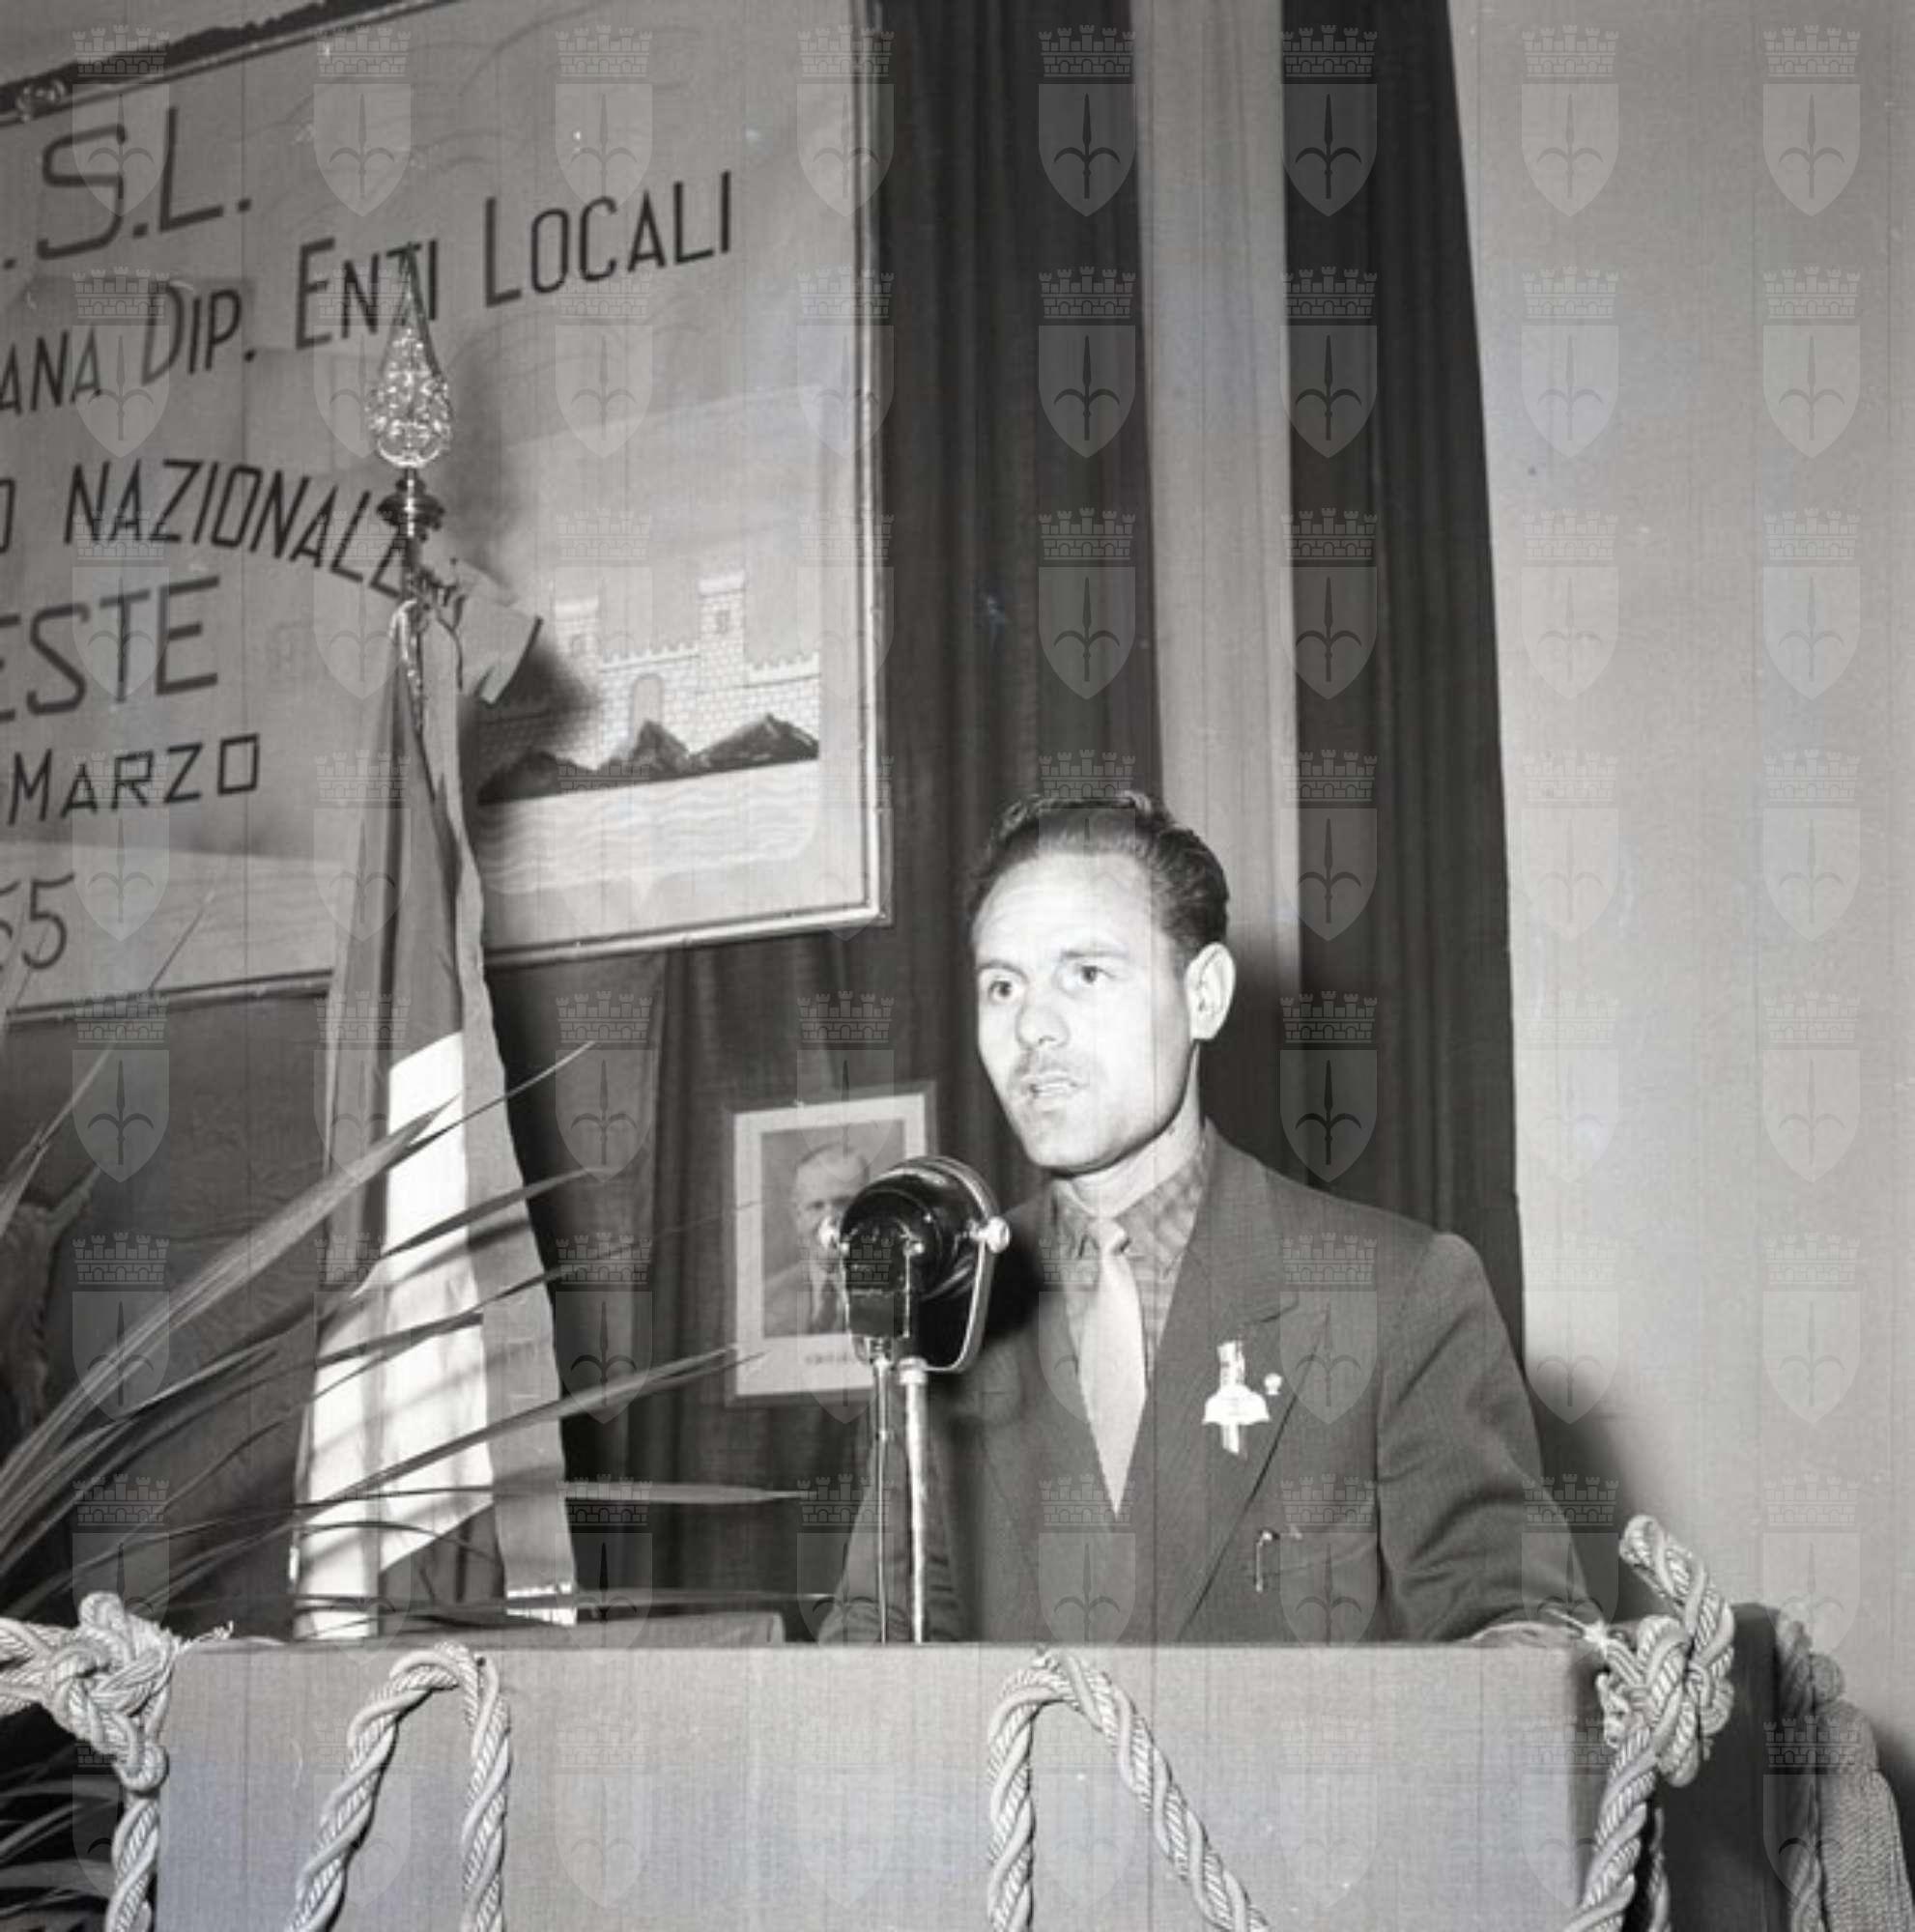 . S.L.
ANA DIP. ENTI LOCALI
O NAZIONALE
ESTE
MARZO
55